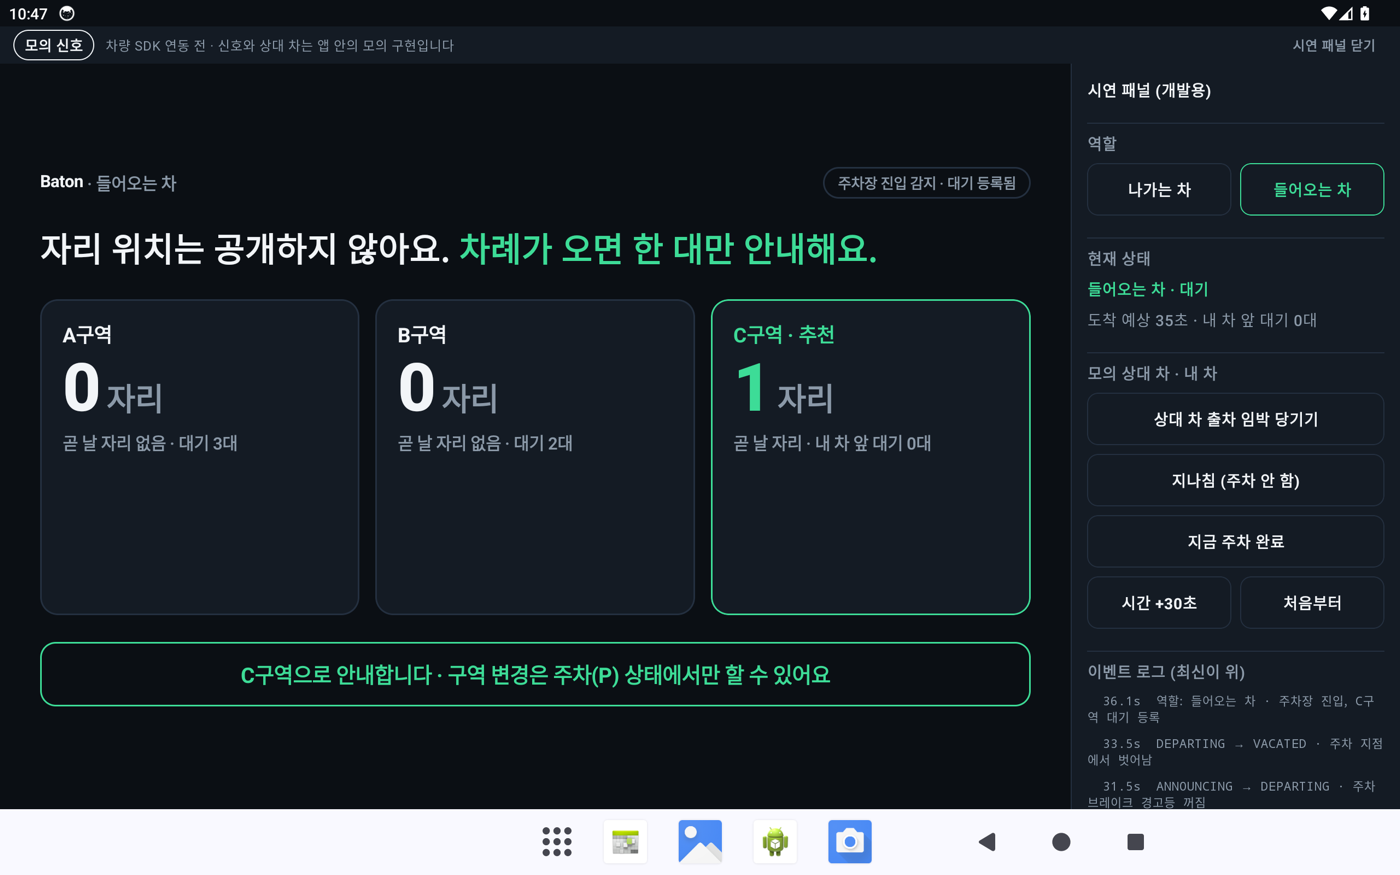 10:47
모의 신호 차량 SDK 연동 전 · 신호와 상대 차는 앱 안의 모의 구현입니다 시연 패널 닫기
Baton · 들어오는 차 주차장 진입 감지 · 대기 등록됨
자리 위치는 공개하지 않아요. 차례가 오면 한 대만 안내해요.
A구역
0 자리
곧 날 자리 없음 · 대기 3대
B구역
0 자리
곧 날 자리 없음 · 대기 2대
C구역 · 추천
1 자리
곧 날 자리 · 내 차 앞 대기 0대
C구역으로 안내합니다 · 구역 변경은 주차(P) 상태에서만 할 수 있어요
시연 패널 (개발용)
역할
나가는 차 들어오는 차
현재 상태
들어오는 차 · 대기
도착 예상 35초 · 내 차 앞 대기 0대
모의 상대 차 · 내 차
상대 차 출차 임박 당기기
지나침 (주차 안 함)
지금 주차 완료
시간 +30초 처음부터
이벤트 로그 (최신이 위)
36.1s 역할: 들어오는 차 · 주차장 진입, C구
역 대기 등록
33.5s DEPARTING → VACATED · 주차 지점
에서 벗어남
31.5s ANNOUNCING → DEPARTING · 주차
브레이크 경고등 꺼짐